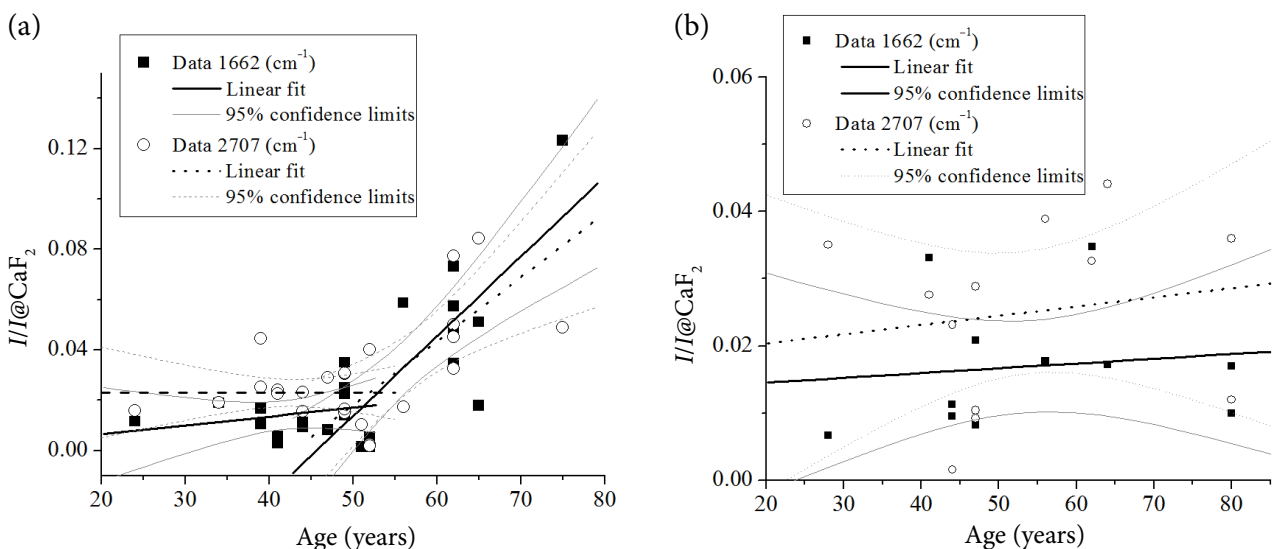 (a)
Data 1662 (cm⁻¹)
Linear fit
95% confidence limits
Data 2707 (cm⁻¹)
Linear fit
95% confidence limits
I/I@CaF₂
0.12
0.08
0.04
0.00
20 30 40 50 60 70 80
Age (years)
(b)
Data 1662 (cm⁻¹)
Linear fit
95% confidence limits
Data 2707 (cm⁻¹)
Linear fit
95% confidence limits
I/I@CaF₂
0.06
0.04
0.02
0.00
20 30 40 50 60 70 80
Age (years)